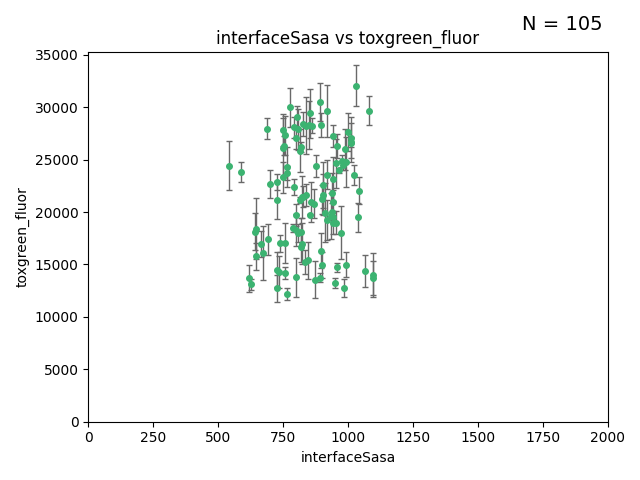 N = 105
interfaceSasa vs toxgreen_fluor
35000
30000
25000
20000
15000
10000
5000
0
toxgreen_fluor
0 250 500 750 1000 1250 1500 1750 2000
interfaceSasa